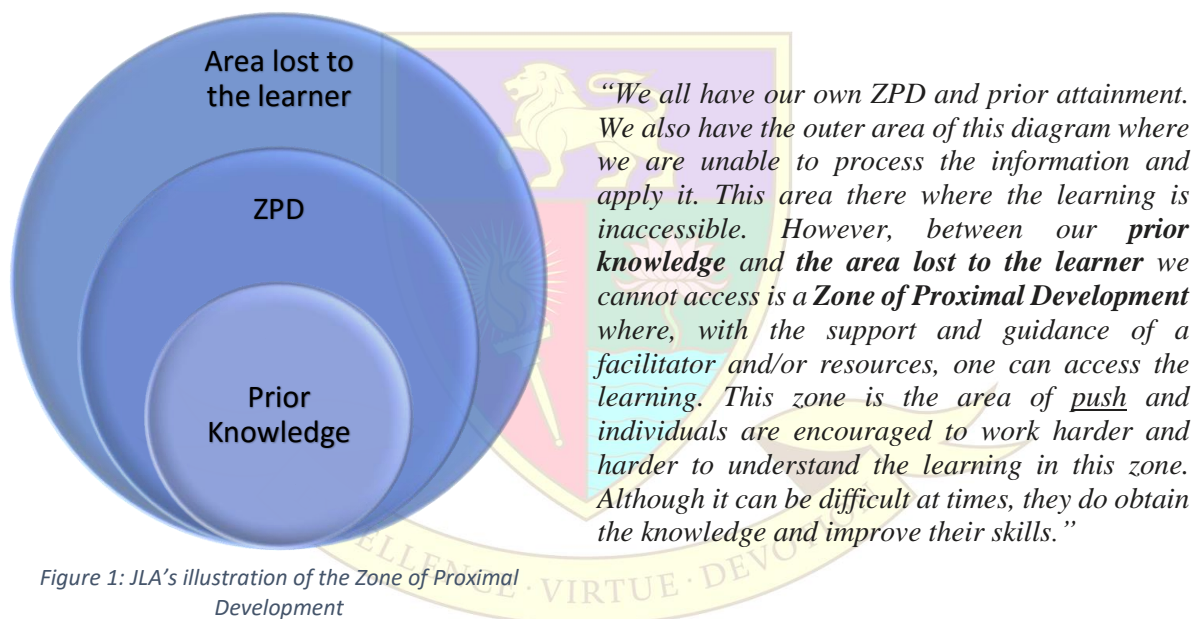 Area lost to
the learner
ZPD
Prior
Knowledge
“We all have our own ZPD and prior attainment.
We also have the outer area of this diagram where
we are unable to process the information and
apply it. This area there where the learning is
inaccessible. However, between our prior
knowledge and the area lost to the learner we
cannot access is a Zone of Proximal Development
where, with the support and guidance of a
facilitator and/or resources, one can access the
learning. This zone is the area of push and
individuals are encouraged to work harder and
harder to understand the learning in this zone.
Although it can be difficult at times, they do obtain
the knowledge and improve their skills.”
Figure 1: JLA’s illustration of the Zone of Proximal
Development
EXCELLENCE · VIRTUE · DEVOTION